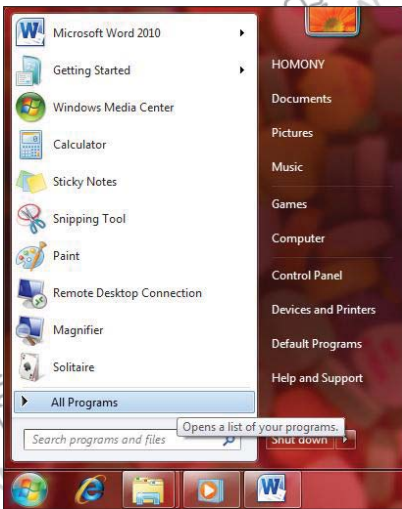 Microsoft Word 2010
Getting Started
Windows Media Center
Calculator
Sticky Notes
Snipping Tool
Paint
Remote Desktop Connection
Magnifier
Solitaire
All Programs
Opens a list of your programs.
Search programs and files
HOMONY
Documents
Pictures
Music
Games
Computer
Control Panel
Devices and Printers
Default Programs
Help and Support
Shut down